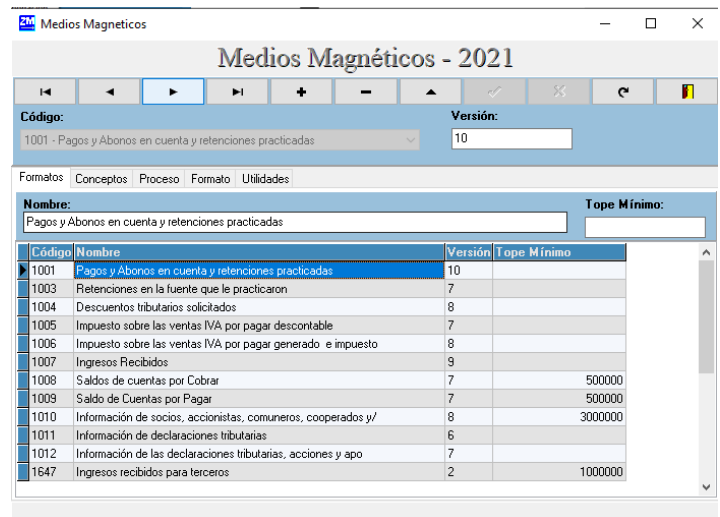 ZM Medios Magneticos
Medios Magnéticos - 2021
Código: Versión:
1001 - Pagos y Abonos en cuenta y retenciones practicadas 10
Formatos Conceptos Proceso Formato Utilidades
Nombre: Tope Mínimo:
Pagos y Abonos en cuenta y retenciones practicadas
Código Nombre Versión Tope Mínimo
1001 Pagos y Abonos en cuenta y retenciones practicadas 10
1003 Retenciones en la fuente que le practicaron 7
1004 Descuentos tributarios solicitados 8
1005 Impuesto sobre las ventas IVA por pagar descontable 7
1006 Impuesto sobre las ventas IVA por pagar generado e impuesto 8
1007 Ingresos Recibidos 9
1008 Saldos de cuentas por Cobrar 7 500000
1009 Saldo de Cuentas por Pagar 7 500000
1010 Información de socios, accionistas, comuneros, cooperados y/ 8 3000000
1011 Información de declaraciones tributarias 6
1012 Información de las declaraciones tributarias, acciones y apo 7
1647 Ingresos recibidos para terceros 2 1000000